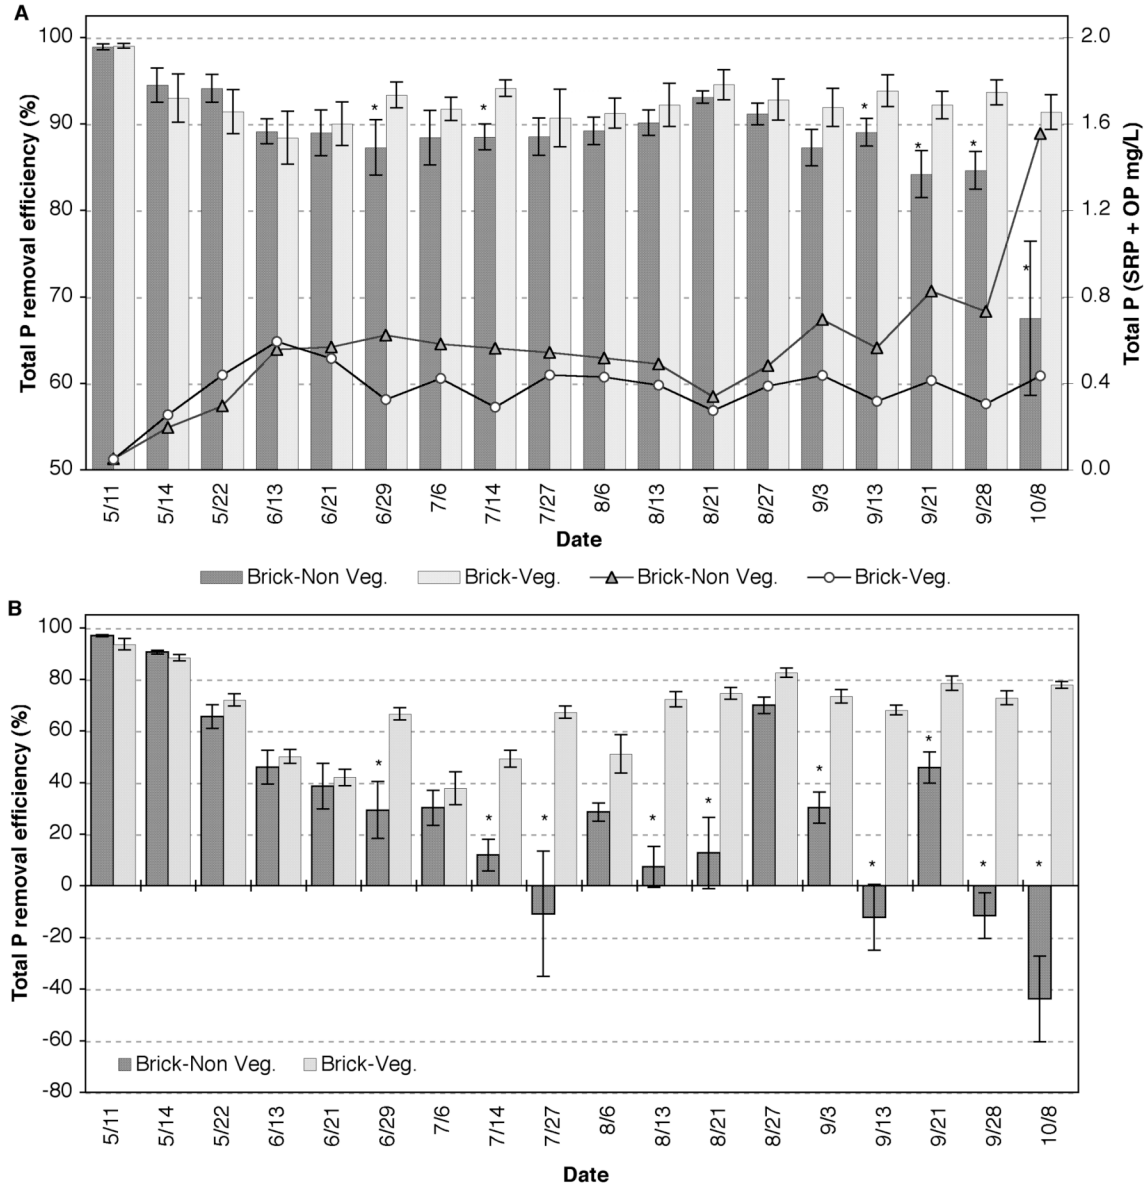 A
Total P removal efficiency (%)
100
90
80
70
60
50
2.0
1.6
1.2
0.8
0.4
0.0
Total P (SRP + OP mg/L)
* * * * * *
5/11 5/14 5/22 6/13 6/21 6/29 7/6 7/14 7/27 8/6 8/13 8/21 8/27 9/3 9/13 9/21 9/28 10/8
Date
Brick-Non Veg. Brick-Veg. Brick-Non Veg. Brick-Veg.
B
Total P removal efficiency (%)
100
80
60
40
20
0
-20
-40
-60
-80
* * * * * * * * * *
Brick-Non Veg. Brick-Veg.
5/11 5/14 5/22 6/13 6/21 6/29 7/6 7/14 7/27 8/6 8/13 8/21 8/27 9/3 9/13 9/21 9/28 10/8
Date